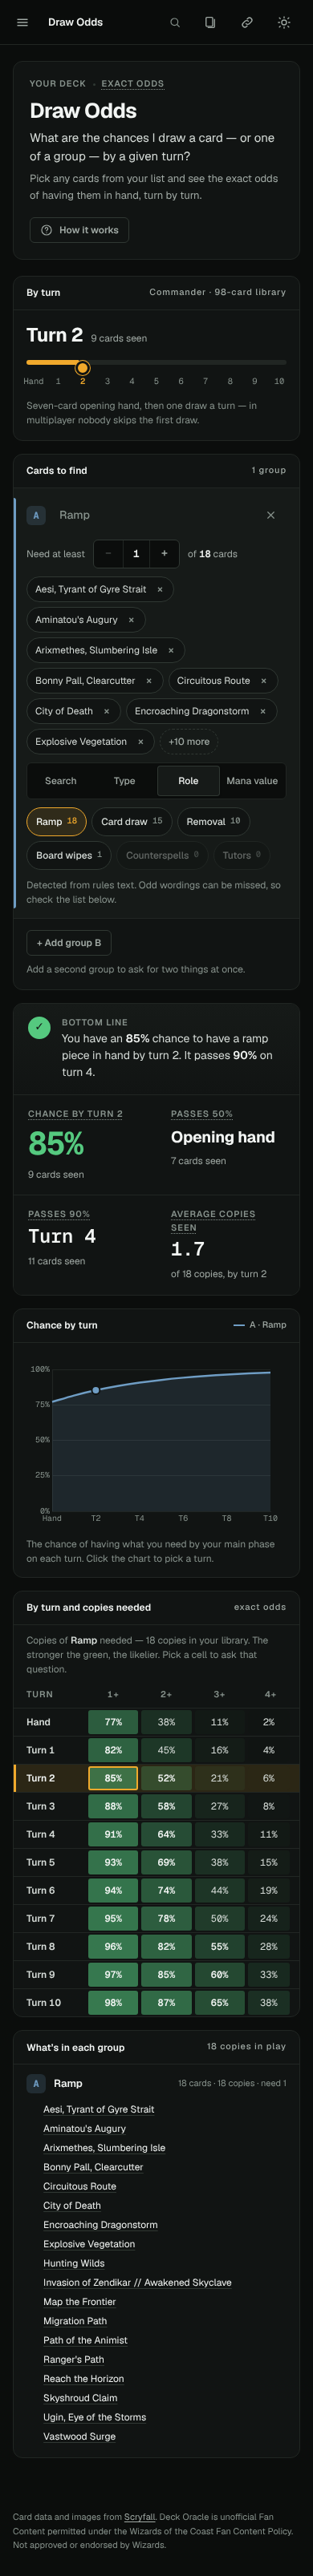 Draw Odds
YOUR DECK · EXACT ODDS
Draw Odds
What are the chances I draw a card — or one
of a group — by a given turn?
Pick any cards from your list and see the exact odds
of having them in hand, turn by turn.
How it works
By turn
Commander · 98-card library
Turn 2 9 cards seen
Hand 1 2 3 4 5 6 7 8 9 10
Seven-card opening hand, then one draw a turn — in
multiplayer nobody skips the first draw.
Cards to find
1 group
A Ramp ×
Need at least − 1 + of 18 cards
Aesi, Tyrant of Gyre Strait ×
Aminatou's Augury ×
Arixmethes, Slumbering Isle ×
Bonny Pall, Clearcutter × Circuitous Route ×
City of Death × Encroaching Dragonstorm ×
Explosive Vegetation × +10 more
Search Type Role Mana value
Ramp 18 Card draw 15 Removal 10
Board wipes 1 Counterspells 0 Tutors 0
Detected from rules text. Odd wordings can be missed, so
check the list below.
+ Add group B
Add a second group to ask for two things at once.
BOTTOM LINE
You have an 85% chance to have a ramp
piece in hand by turn 2. It passes 90% on
turn 4.
CHANCE BY TURN 2
85%
9 cards seen
PASSES 50%
Opening hand
7 cards seen
PASSES 90%
Turn 4
11 cards seen
AVERAGE COPIES
SEEN
1.7
of 18 copies, by turn 2
Chance by turn
A · Ramp
100%
75%
50%
25%
0%
Hand T2 T4 T6 T8 T10
The chance of having what you need by your main phase
on each turn. Click the chart to pick a turn.
By turn and copies needed
exact odds
Copies of Ramp needed — 18 copies in your library. The
stronger the green, the likelier. Pick a cell to ask that
question.
TURN 1+ 2+ 3+ 4+
Hand 77% 38% 11% 2%
Turn 1 82% 45% 16% 4%
Turn 2 85% 52% 21% 6%
Turn 3 88% 58% 27% 8%
Turn 4 91% 64% 33% 11%
Turn 5 93% 69% 38% 15%
Turn 6 94% 74% 44% 19%
Turn 7 95% 78% 50% 24%
Turn 8 96% 82% 55% 28%
Turn 9 97% 85% 60% 33%
Turn 10 98% 87% 65% 38%
What's in each group
18 copies in play
A Ramp
18 cards · 18 copies · need 1
Aesi, Tyrant of Gyre Strait
Aminatou's Augury
Arixmethes, Slumbering Isle
Bonny Pall, Clearcutter
Circuitous Route
City of Death
Encroaching Dragonstorm
Explosive Vegetation
Hunting Wilds
Invasion of Zendikar // Awakened Skyclave
Map the Frontier
Migration Path
Path of the Animist
Ranger's Path
Reach the Horizon
Skyshroud Claim
Ugin, Eye of the Storms
Vastwood Surge
Card data and images from Scryfall. Deck Oracle is unofficial Fan
Content permitted under the Wizards of the Coast Fan Content Policy.
Not approved or endorsed by Wizards.